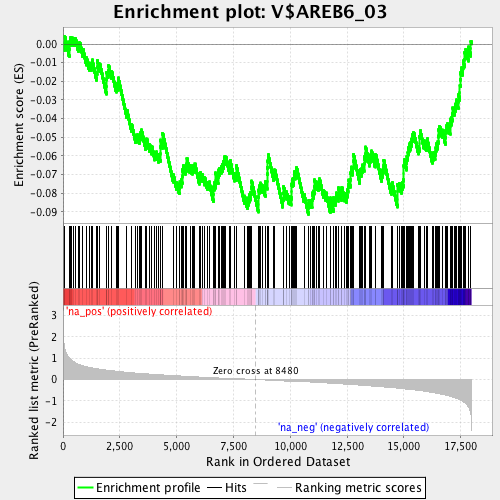 Enrichment plot: V$AREB6_03
Enrichment score (ES)
0.00
-0.01
-0.02
-0.03
-0.04
-0.05
-0.06
-0.07
-0.08
-0.09
'na_pos' (positively correlated)
Ranked list metric (PreRanked)
3
2
1
0
-1
-2
Zero cross at 8480
'na_neg' (negatively correlated)
0 2,500 5,000 7,500 10,000 12,500 15,000 17,500
Rank in Ordered Dataset
Enrichment profile Hits Ranking metric scores